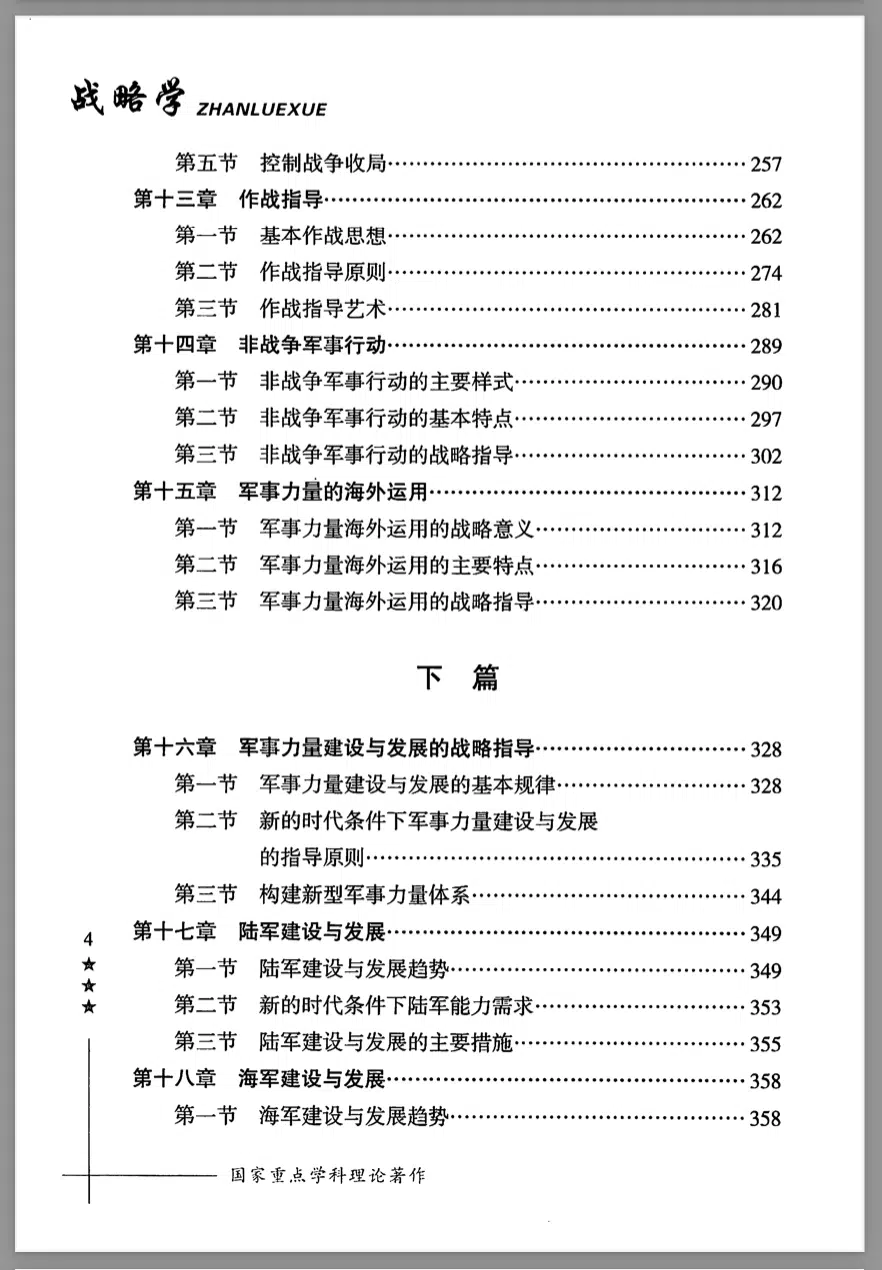 战略学 ZHANLUEXUE
第五节 控制战争收局……………………………………257
第十三章 作战指导……………………………………262
第一节 基本作战思想……………………………………262
第二节 作战指导原则……………………………………274
第三节 作战指导艺术……………………………………281
第十四章 非战争军事行动……………………………………289
第一节 非战争军事行动的主要样式…………………………290
第二节 非战争军事行动的基本特点…………………………297
第三节 非战争军事行动的战略指导…………………………302
第十五章 军事力量的海外运用………………………………312
第一节 军事力量海外运用的战略意义………………………312
第二节 军事力量海外运用的主要特点………………………316
第三节 军事力量海外运用的战略指导………………………320
下 篇
第十六章 军事力量建设与发展的战略指导…………………328
第一节 军事力量建设与发展的基本规律……………………328
第二节 新的时代条件下军事力量建设与发展
的指导原则……………………………………335
第三节 构建新型军事力量体系……………………………344
第十七章 陆军建设与发展……………………………………349
第一节 陆军建设与发展趋势………………………………349
第二节 新的时代条件下陆军能力需求………………………353
第三节 陆军建设与发展的主要措施…………………………355
第十八章 海军建设与发展……………………………………358
第一节 海军建设与发展趋势………………………………358
4
★
★
★
国家重点学科理论著作